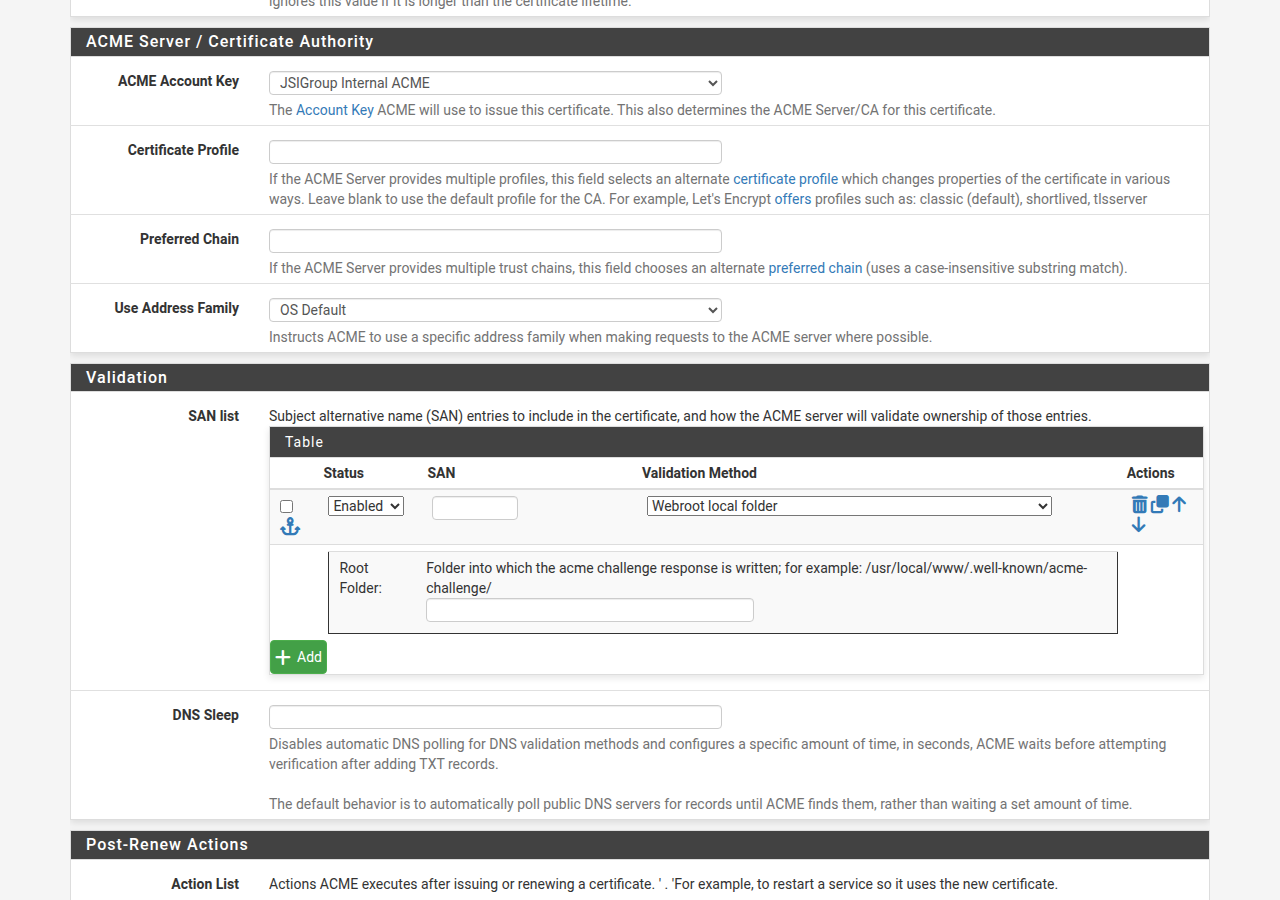 ignores this value if it is longer than the certificate lifetime.
ACME Server / Certificate Authority
ACME Account Key
JSIGroup Internal ACME
The Account Key ACME will use to issue this certificate. This also determines the ACME Server/CA for this certificate.
Certificate Profile
If the ACME Server provides multiple profiles, this field selects an alternate certificate profile which changes properties of the certificate in various
ways. Leave blank to use the default profile for the CA. For example, Let's Encrypt offers profiles such as: classic (default), shortlived, tlsserver
Preferred Chain
If the ACME Server provides multiple trust chains, this field chooses an alternate preferred chain (uses a case-insensitive substring match).
Use Address Family
OS Default
Instructs ACME to use a specific address family when making requests to the ACME server where possible.
Validation
SAN list
Subject alternative name (SAN) entries to include in the certificate, and how the ACME server will validate ownership of those entries.
Table
Status SAN Validation Method Actions
Enabled Webroot local folder
Root
Folder:
Folder into which the acme challenge response is written; for example: /usr/local/www/.well-known/acme-
challenge/
Add
DNS Sleep
Disables automatic DNS polling for DNS validation methods and configures a specific amount of time, in seconds, ACME waits before attempting
verification after adding TXT records.
The default behavior is to automatically poll public DNS servers for records until ACME finds them, rather than waiting a set amount of time.
Post-Renew Actions
Action List
Actions ACME executes after issuing or renewing a certificate. ' . 'For example, to restart a service so it uses the new certificate.